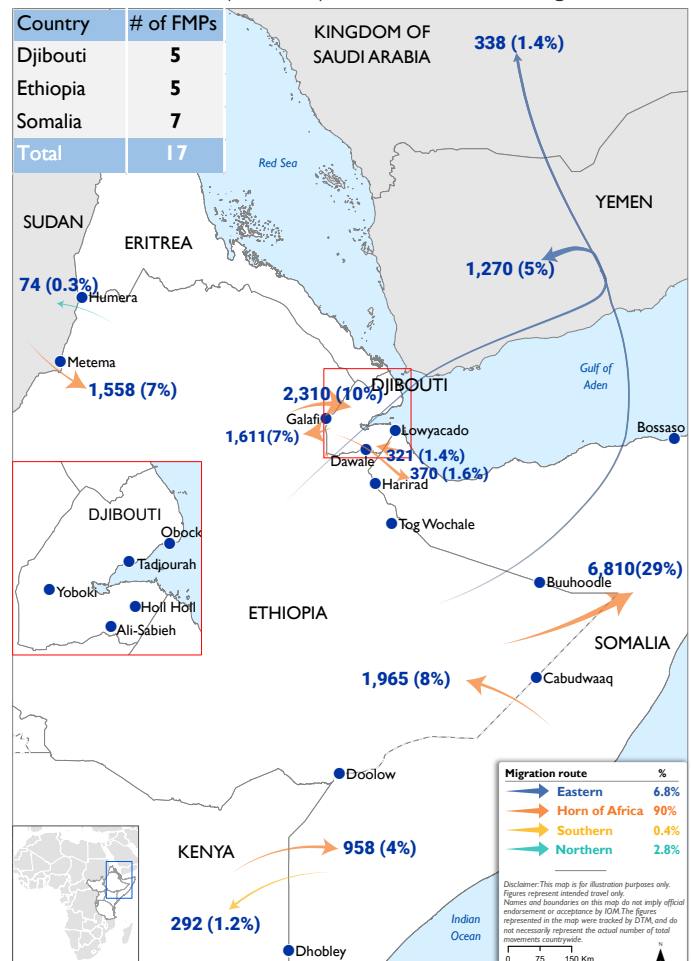 Country # of FMPs
Djibouti 5
Ethiopia 5
Somalia 7
Total 17
KINGDOM OF
SAUDI ARABIA
338 (1.4%)
Red Sea
YEMEN
SUDAN
ERITREA
1,270 (5%)
74 (0.3%)
Humera
Metema
1,558 (7%)
Gulf of
Aden
DJIBOUTI
2,310 (10%)
Galafi
1,611(7%)
Lowyacado
Bossaso
Dawale
321 (1.4%)
370 (1.6%)
Harirad
Tog Wochale
DJIBOUTI
Obock
Tadjourah
Yoboki
Holl Holl
Ali-Sabieh
6,810(29%)
Buuhoodle
ETHIOPIA
SOMALIA
1,965 (8%)
Cabudwaaq
Doolow
KENYA
958 (4%)
292 (1.2%)
Dhobley
Indian
Ocean
Migration route %
Eastern 6.8%
Horn of Africa 90%
Southern 0.4%
Northern 2.8%
Disclaimer: This map is for illustration purposes only.
Figures represent intended travel only.
Names and boundaries on this map do not imply official
endorsement or acceptance by IOM. The figures
represented in the map were tracked by DTM, and do
not necessarily represent the actual number of total
movements countrywide.
0 75 150 Km
N